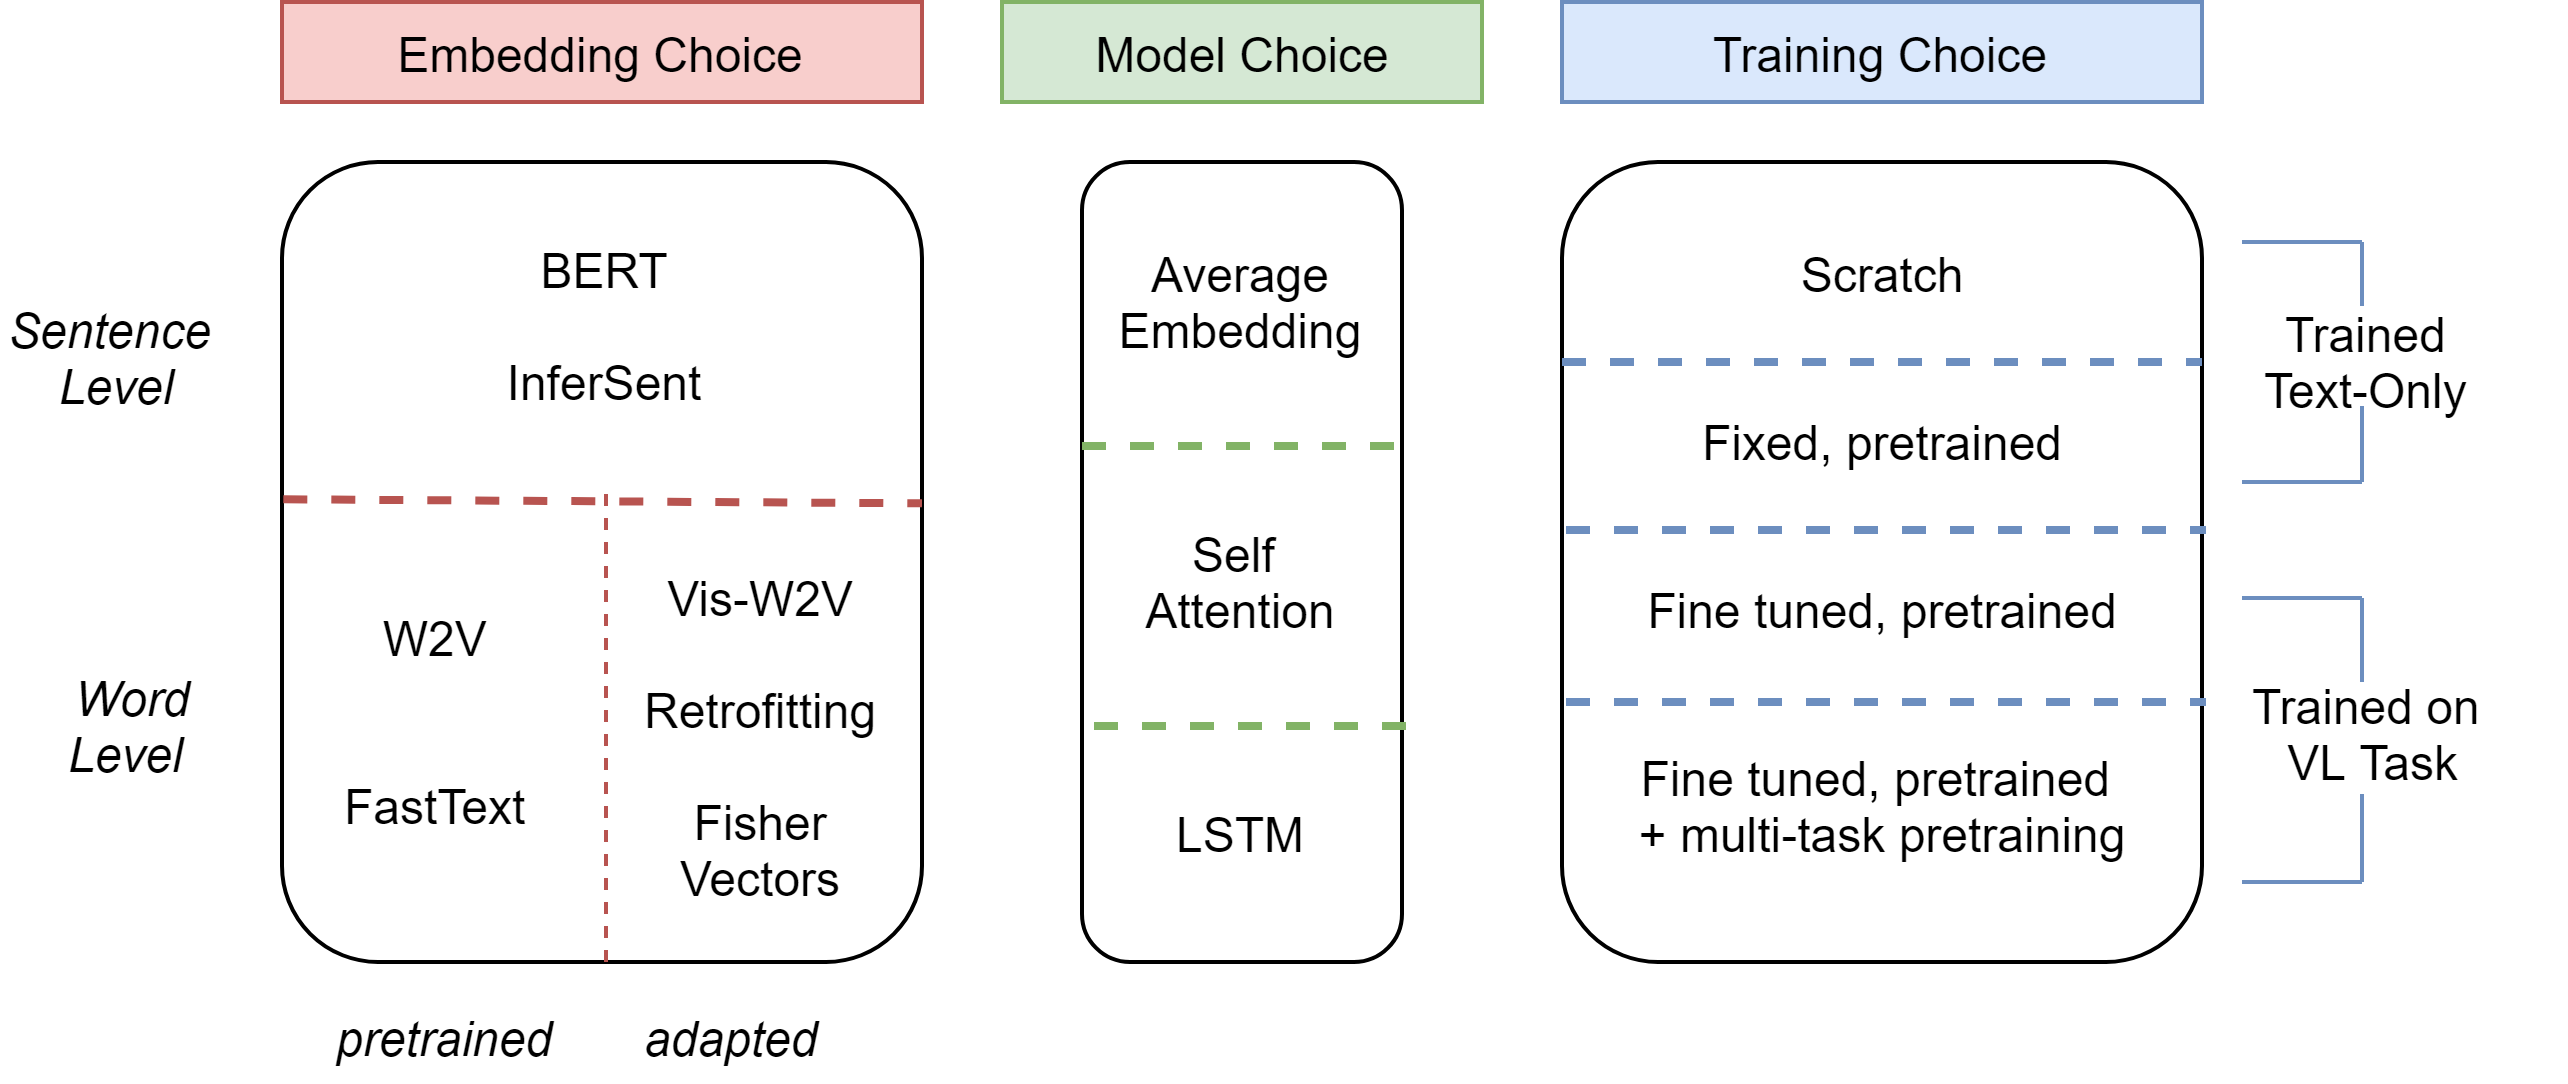 Embedding Choice
Model Choice
Training Choice
Sentence
Level
Word
Level
BERT
InferSent
W2V
FastText
Vis-W2V
Retrofitting
Fisher
Vectors
pretrained
adapted
Average
Embedding
Self
Attention
LSTM
Scratch
Fixed, pretrained
Fine tuned, pretrained
Fine tuned, pretrained
+ multi-task pretraining
Trained
Text-Only
Trained on
VL Task